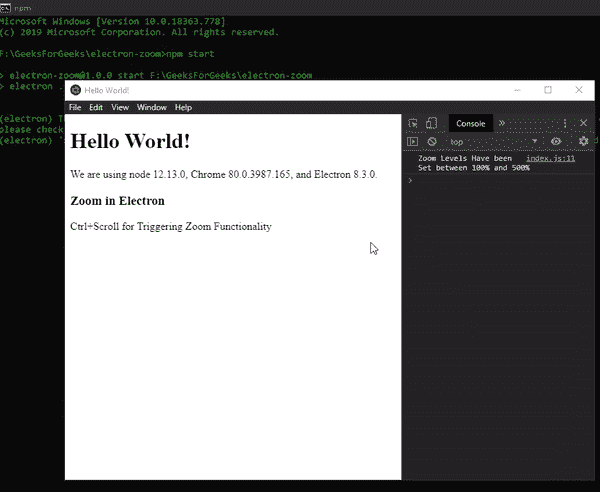 npm
Microsoft Windows [Version 10.0.18363.778]
(c) 2019 Microsoft Corporation. All rights reserved.
F:\GeeksForGeeks\electron-zoom>npm start
> electron-zoom@1.0.0 start F:\GeeksForGeeks\electron-zoom
> electron .
(electron) T
please check
(electron)
Hello World!
File Edit View Window Help
Hello World!
We are using node 12.13.0, Chrome 80.0.3987.165, and Electron 8.3.0.
Zoom in Electron
Ctrl+Scroll for Triggering Zoom Functionality
Console »
top
Zoom Levels Have been index.js:11
Set between 100% and 500%
>